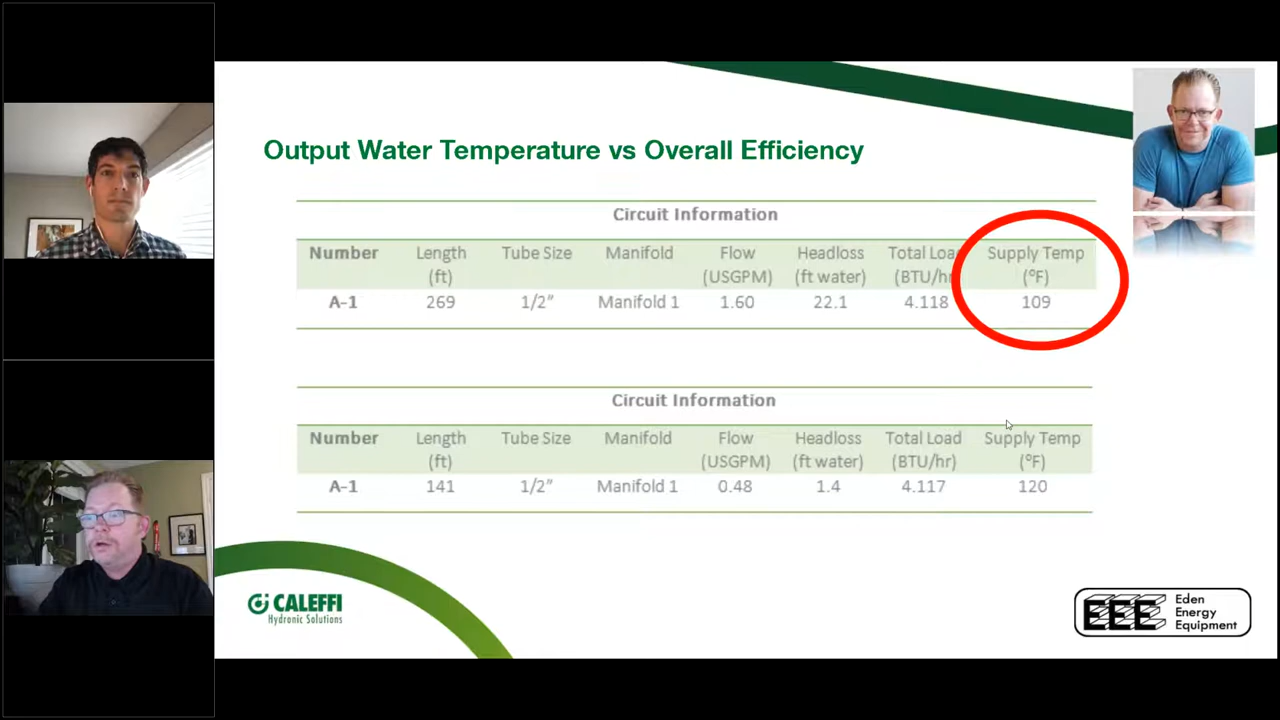 Output Water Temperature vs Overall Efficiency
Circuit Information
Number Length (ft) Tube Size Manifold Flow (USGPM) Headloss (ft water) Total Loa (BTU/hr Supply Temp (°F)
A-1 269 1/2" Manifold 1 1.60 22.1 4.118 109
Circuit Information
Number Length (ft) Tube Size Manifold Flow (USGPM) Headloss (ft water) Total Load (BTU/hr) Supply Temp (°F)
A-1 141 1/2" Manifold 1 0.48 1.4 4.117 120
CALEFFI
Hydronic Solutions
EEE
Eden
Energy
Equipment